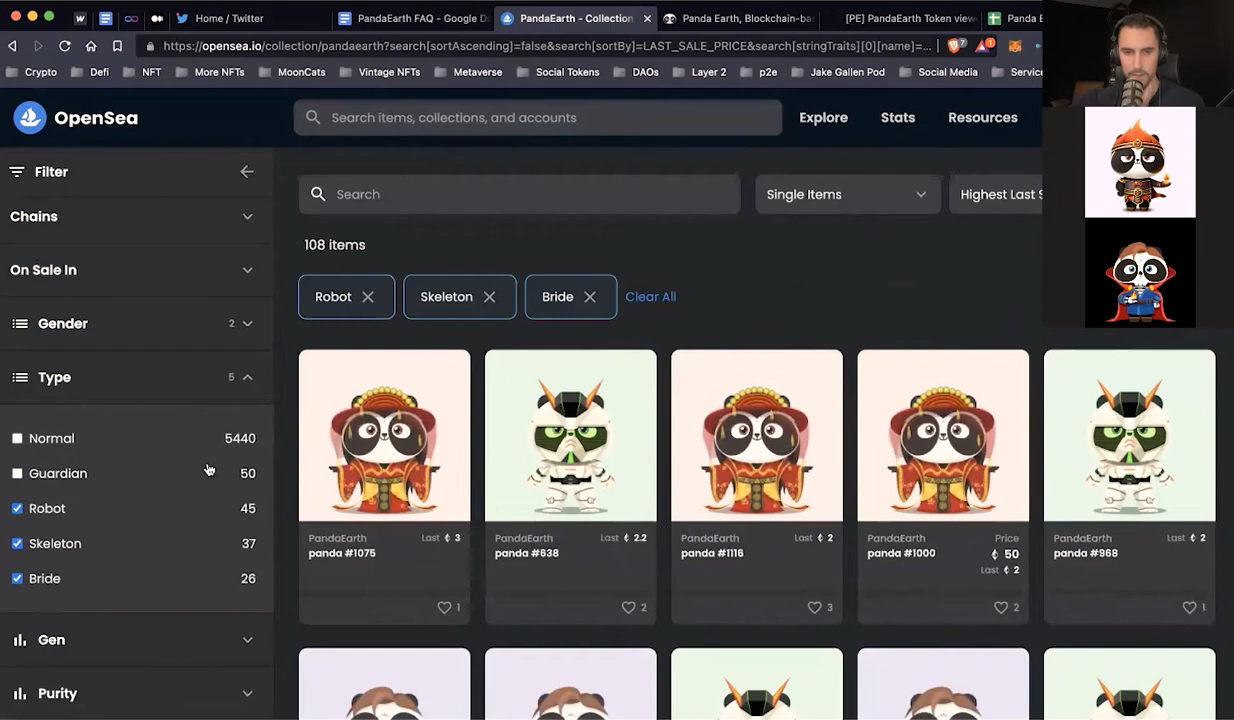 W
Home / Twitter
PandaEarth FAQ - Google D
PandaEarth - Collection
Panda Earth, Blockchain-ba
[PE] PandaEarth Token view
Panda E
https://opensea.io/collection/pandaearth?search[sortAscending]=false&search[sortBy]=LAST_SALE_PRICE&search[stringTraits][0][name]=...
7
1
Crypto
Defi
NFT
More NFTs
MoonCats
Vintage NFTs
Metaverse
Social Tokens
DAOs
Layer 2
p2e
Jake Gallen Pod
Social Media
Servic
OpenSea
Search items, collections, and accounts
Explore
Stats
Resources
Filter
Chains
On Sale In
Gender 2
Type 5
Normal 5440
Guardian 50
Robot 45
Skeleton 37
Bride 26
Gen
Purity
Search
Single Items
Highest Last S
108 items
Robot
Skeleton
Bride
Clear All
PandaEarth Last 3
panda #1075
1
PandaEarth Last 2.2
panda #638
2
PandaEarth Last 2
panda #1116
3
PandaEarth Price
panda #1000 50
Last 2
2
PandaEarth Last 2
panda #968
1